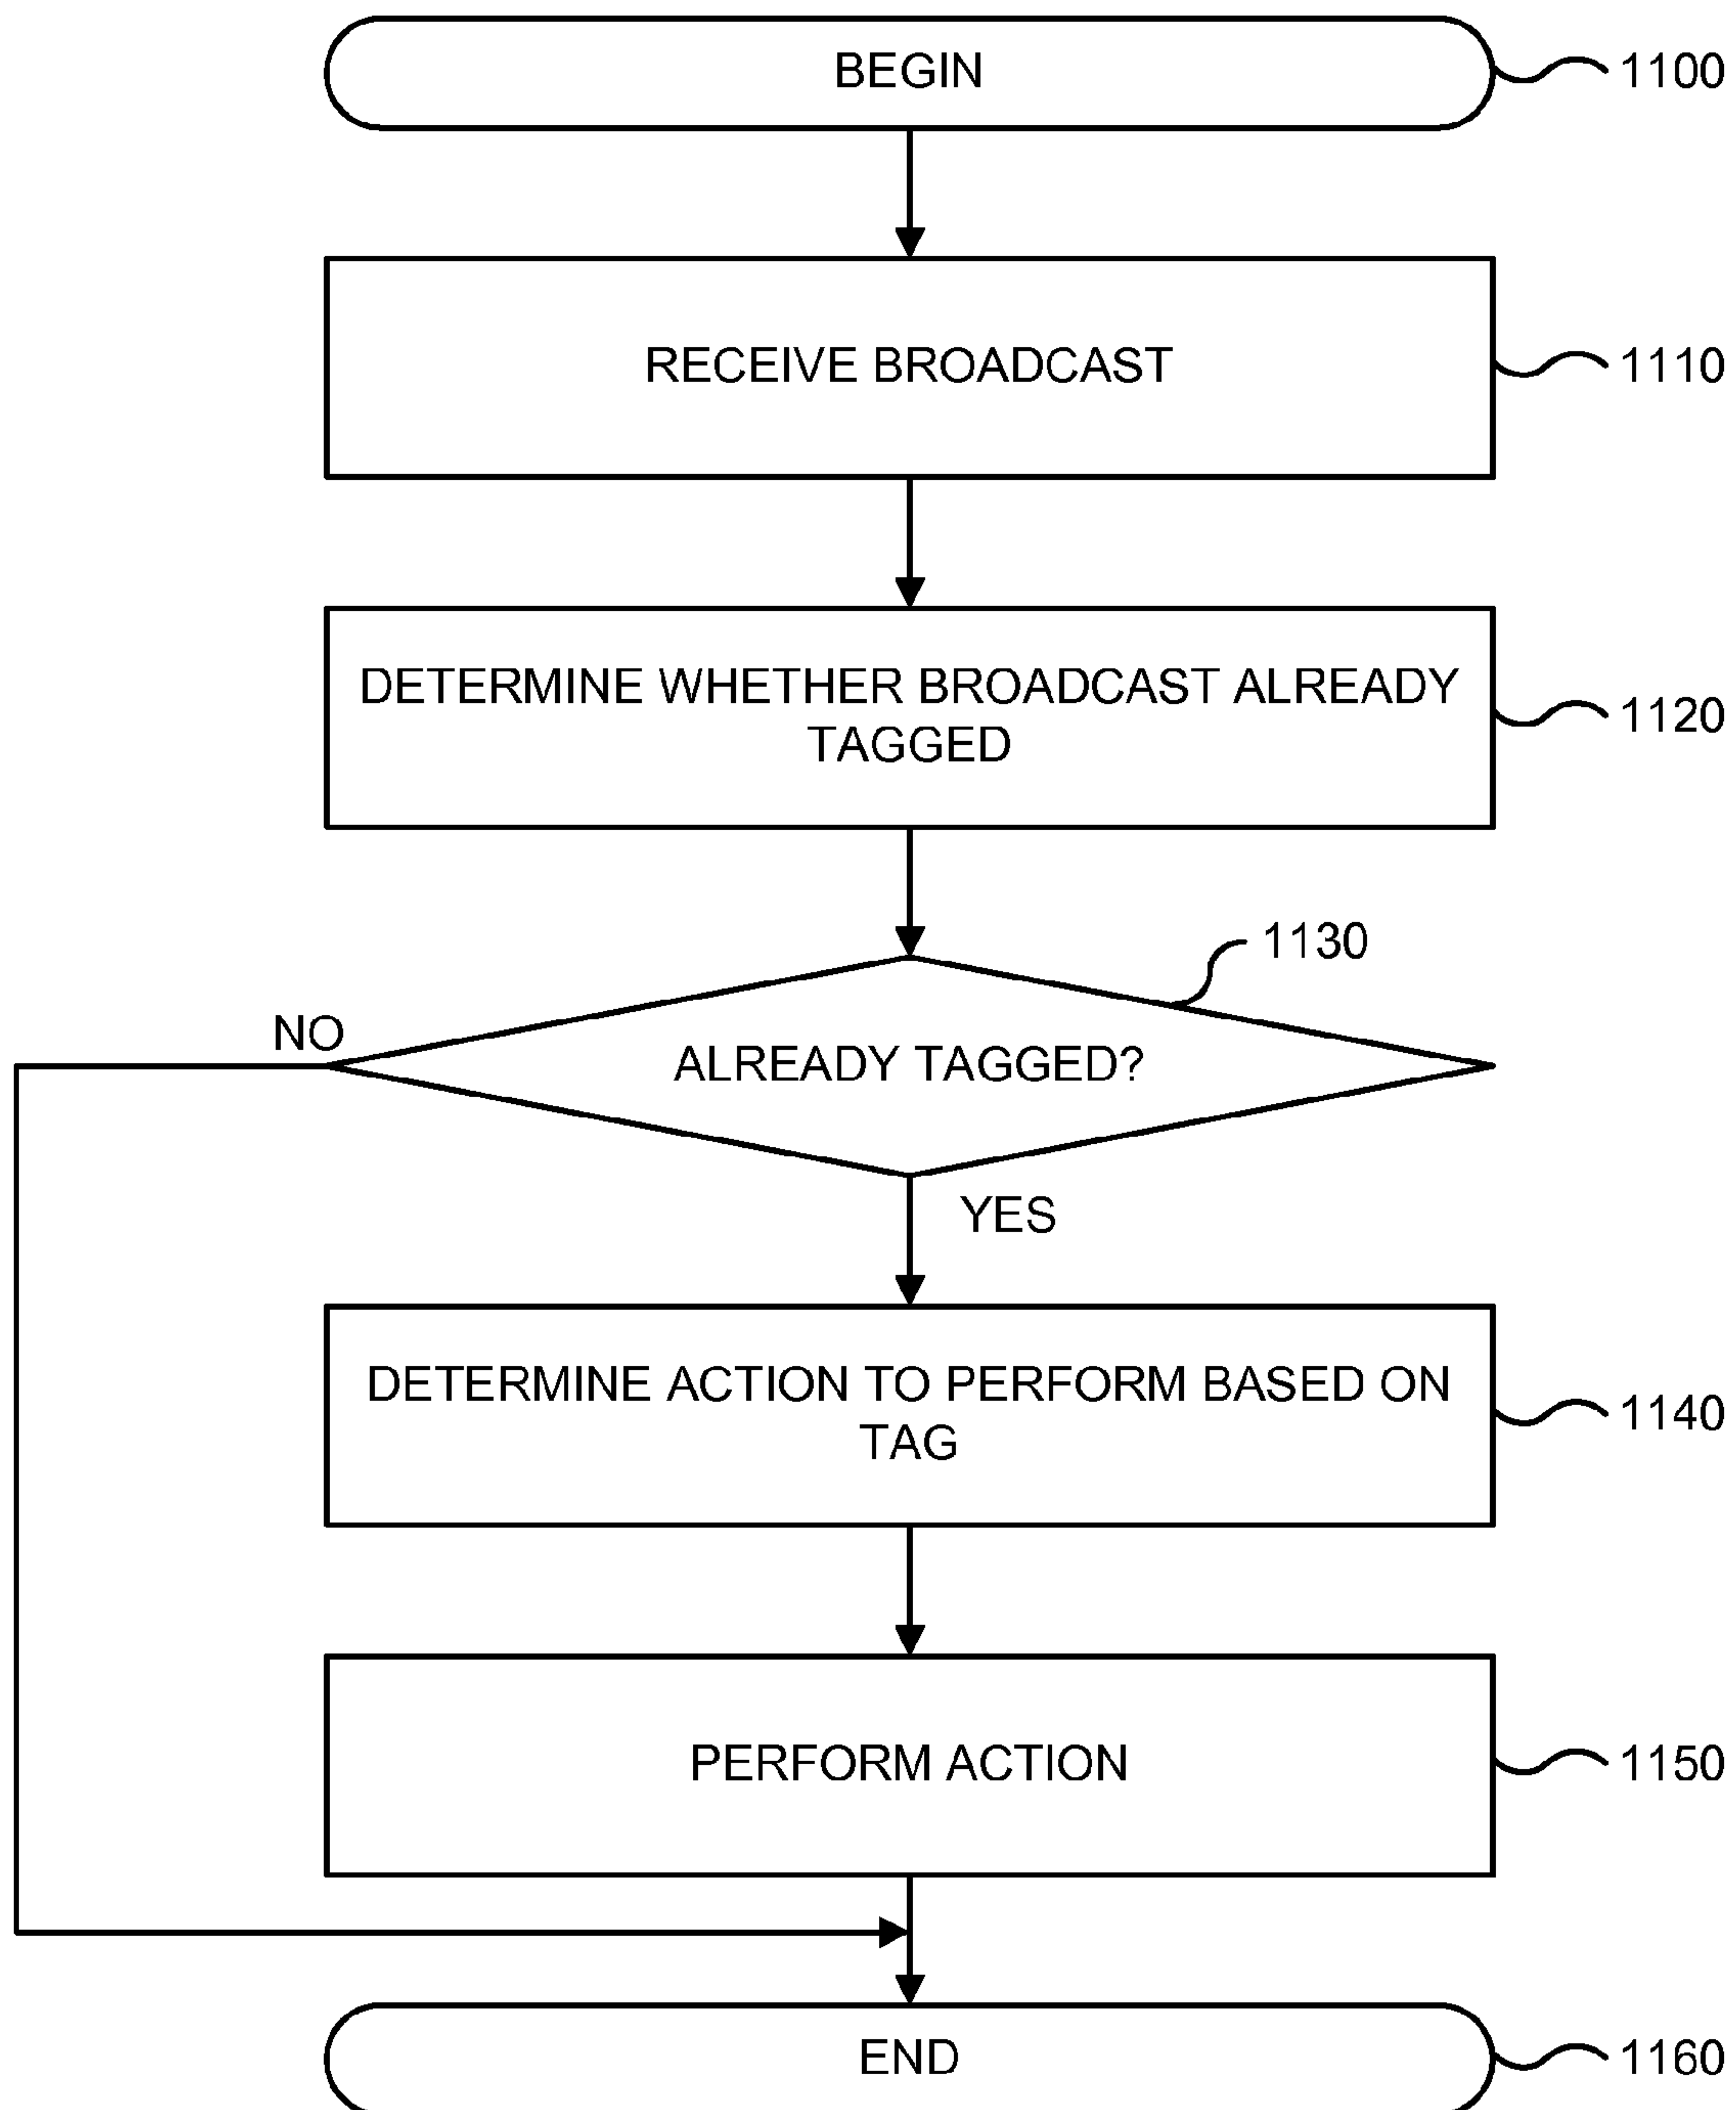 BEGIN
1100
RECEIVE BROADCAST
1110
DETERMINE WHETHER BROADCAST ALREADY
TAGGED
1120
1130
NO
ALREADY TAGGED?
YES
DETERMINE ACTION TO PERFORM BASED ON
TAG
1140
PERFORM ACTION
1150
END
1160